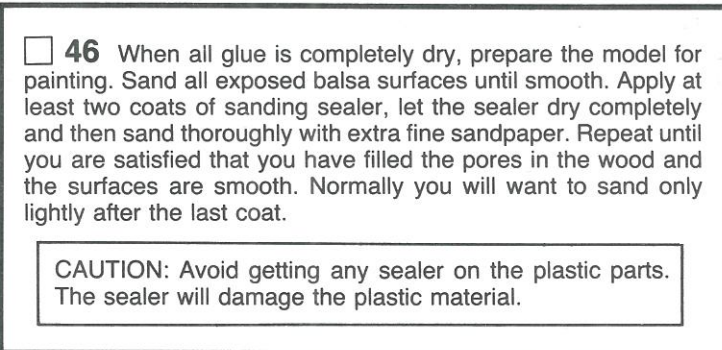 46 When all glue is completely dry, prepare the model for
painting. Sand all exposed balsa surfaces until smooth. Apply at
least two coats of sanding sealer, let the sealer dry completely
and then sand thoroughly with extra fine sandpaper. Repeat until
you are satisfied that you have filled the pores in the wood and
the surfaces are smooth. Normally you will want to sand only
lightly after the last coat.
CAUTION: Avoid getting any sealer on the plastic parts.
The sealer will damage the plastic material.